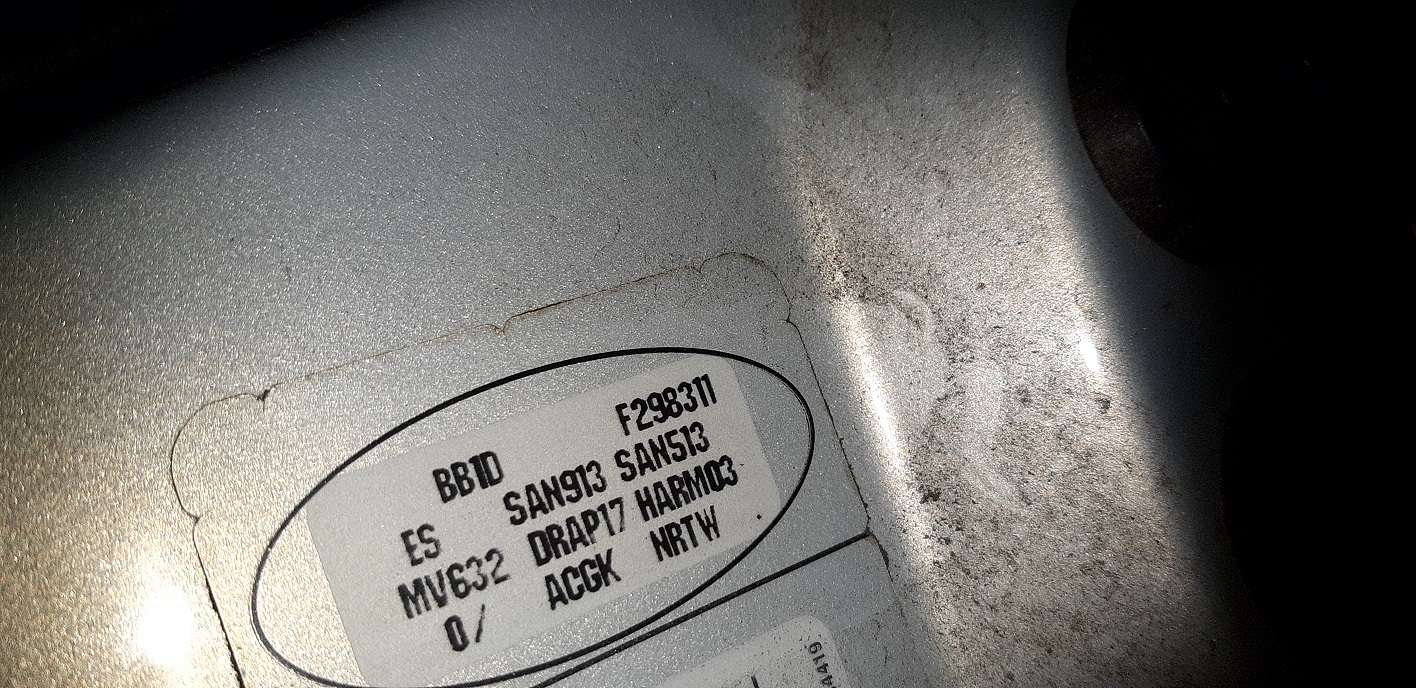 BB1D F298311
ES SAN913 SAN513
MV632 DRAP17 HARM03
0/ ACGK NRTW